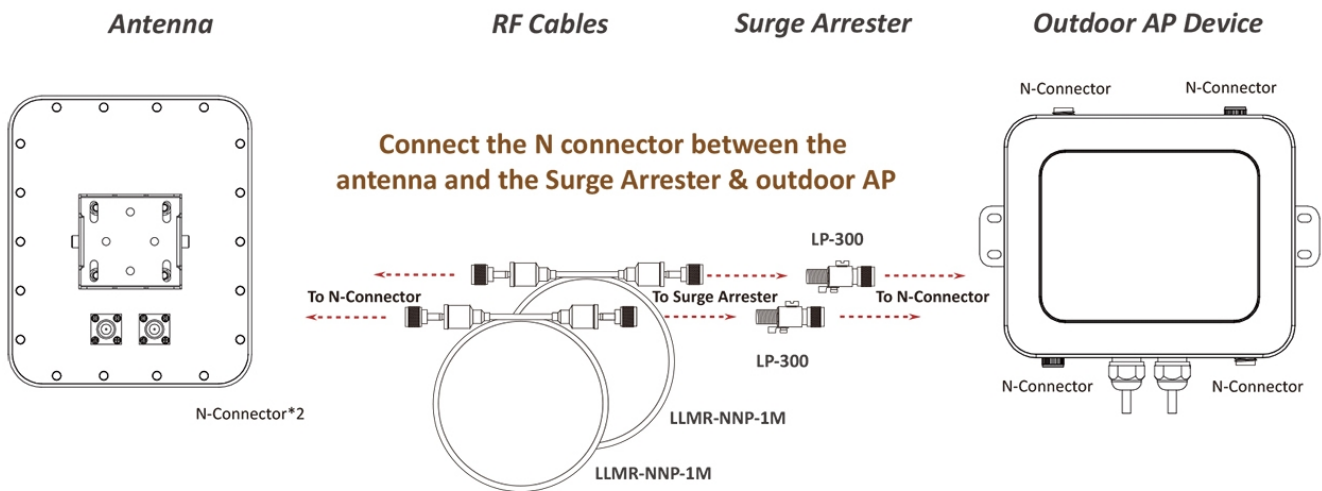 Antenna
RF Cables
Surge Arrester
Outdoor AP Device
N-Connector
N-Connector
Connect the N connector between the
antenna and the Surge Arrester & outdoor AP
LP-300
To N-Connector
To Surge Arrester
To N-Connector
LP-300
N-Connector
N-Connector
N-Connector*2
LLMR-NNP-1M
LLMR-NNP-1M